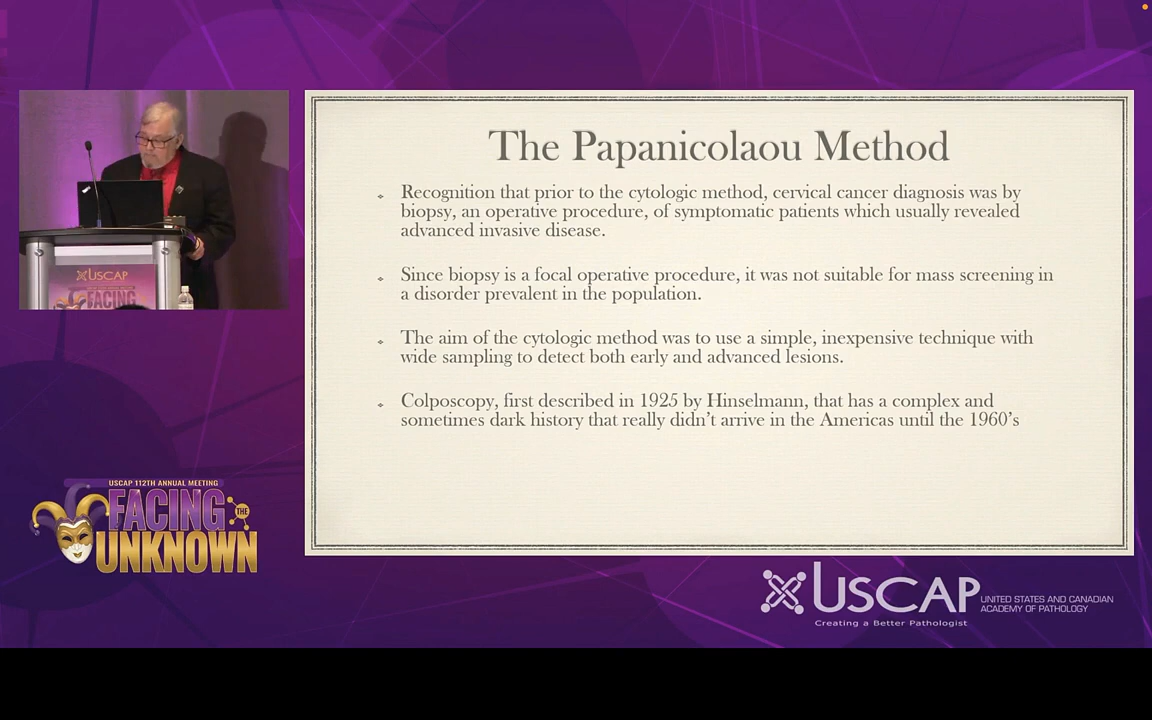 The Papanicolaou Method
Recognition that prior to the cytologic method, cervical cancer diagnosis was by
biopsy, an operative procedure, of symptomatic patients which usually revealed
advanced invasive disease.
Since biopsy is a focal operative procedure, it was not suitable for mass screening in
a disorder prevalent in the population.
The aim of the cytologic method was to use a simple, inexpensive technique with
wide sampling to detect both early and advanced lesions.
Colposcopy, first described in 1925 by Hinselmann, that has a complex and
sometimes dark history that really didn't arrive in the Americas until the 1960's
USCAP
FACING
USCAP 112TH ANNUAL MEETING
FACING THE
UNKNOWN
USCAP
UNITED STATES AND CANADIAN
ACADEMY OF PATHOLOGY
Creating a Better Pathologist